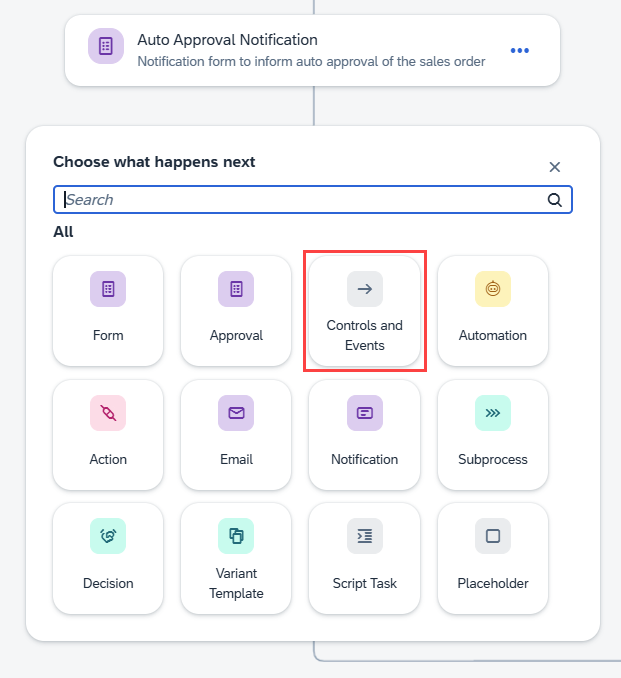 Auto Approval Notification
Notification form to inform auto approval of the sales order
Choose what happens next
Search
All
Form
Approval
Controls and
Events
Automation
Action
Email
Notification
Subprocess
Decision
Variant
Template
Script Task
Placeholder